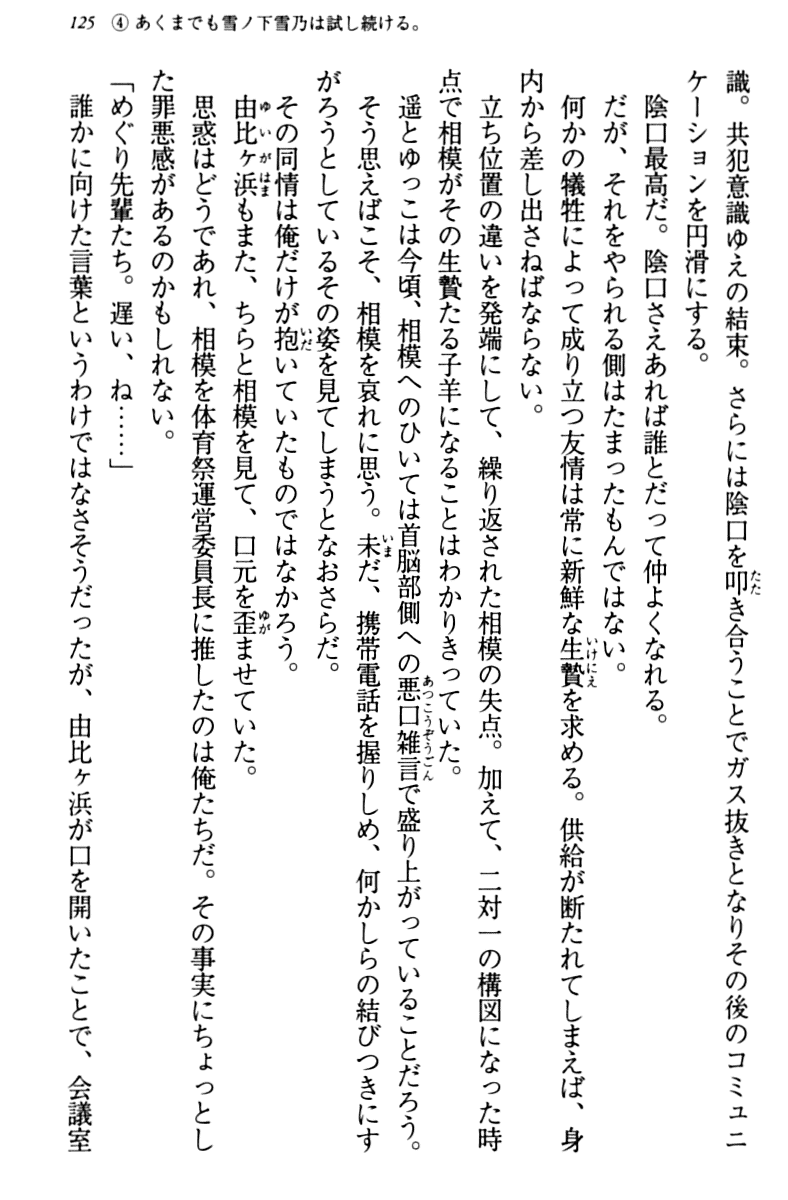 125 ④ あくまでも雪ノ下雪乃は試し続ける。
識。共犯意識ゆえの結束。さらには陰口を叩き合うことでガス抜きとなりその後のコミュニ
ケーションを円滑にする。
陰口最高だ。陰口さえあれば誰とだって仲よくなれる。
だが、それをやられる側はたまったもんではない。
何かの犠牲によって成り立つ友情は常に新鮮な生贄を求める。供給が断たれてしまえば、身
内から差し出さねばならない。
立ち位置の違いを発端にして、繰り返された相模の失点。加えて、二対一の構図になった時
点で相模がその生贄たる子羊になることはわかりきっていた。
遥とゆっこは今頃、相模へのひいては首脳部側への悪口雑言で盛り上がっていることだろう。
そう思えばこそ、相模を哀れに思う。未だ、携帯電話を握りしめ、何かしらの結びつきにす
がろうとしているその姿を見てしまうとなおさらだ。
その同情は俺だけが抱いていたものではなかろう。
由比ヶ浜もまた、ちらと相模を見て、口元を歪ませていた。
思惑はどうであれ、相模を体育祭運営委員長に推したのは俺たちだ。その事実にちょっとし
た罪悪感があるのかもしれない。
「めぐり先輩たち。遅い、ね……」
誰かに向けた言葉というわけではなさそうだったが、由比ヶ浜が口を開いたことで、会議室